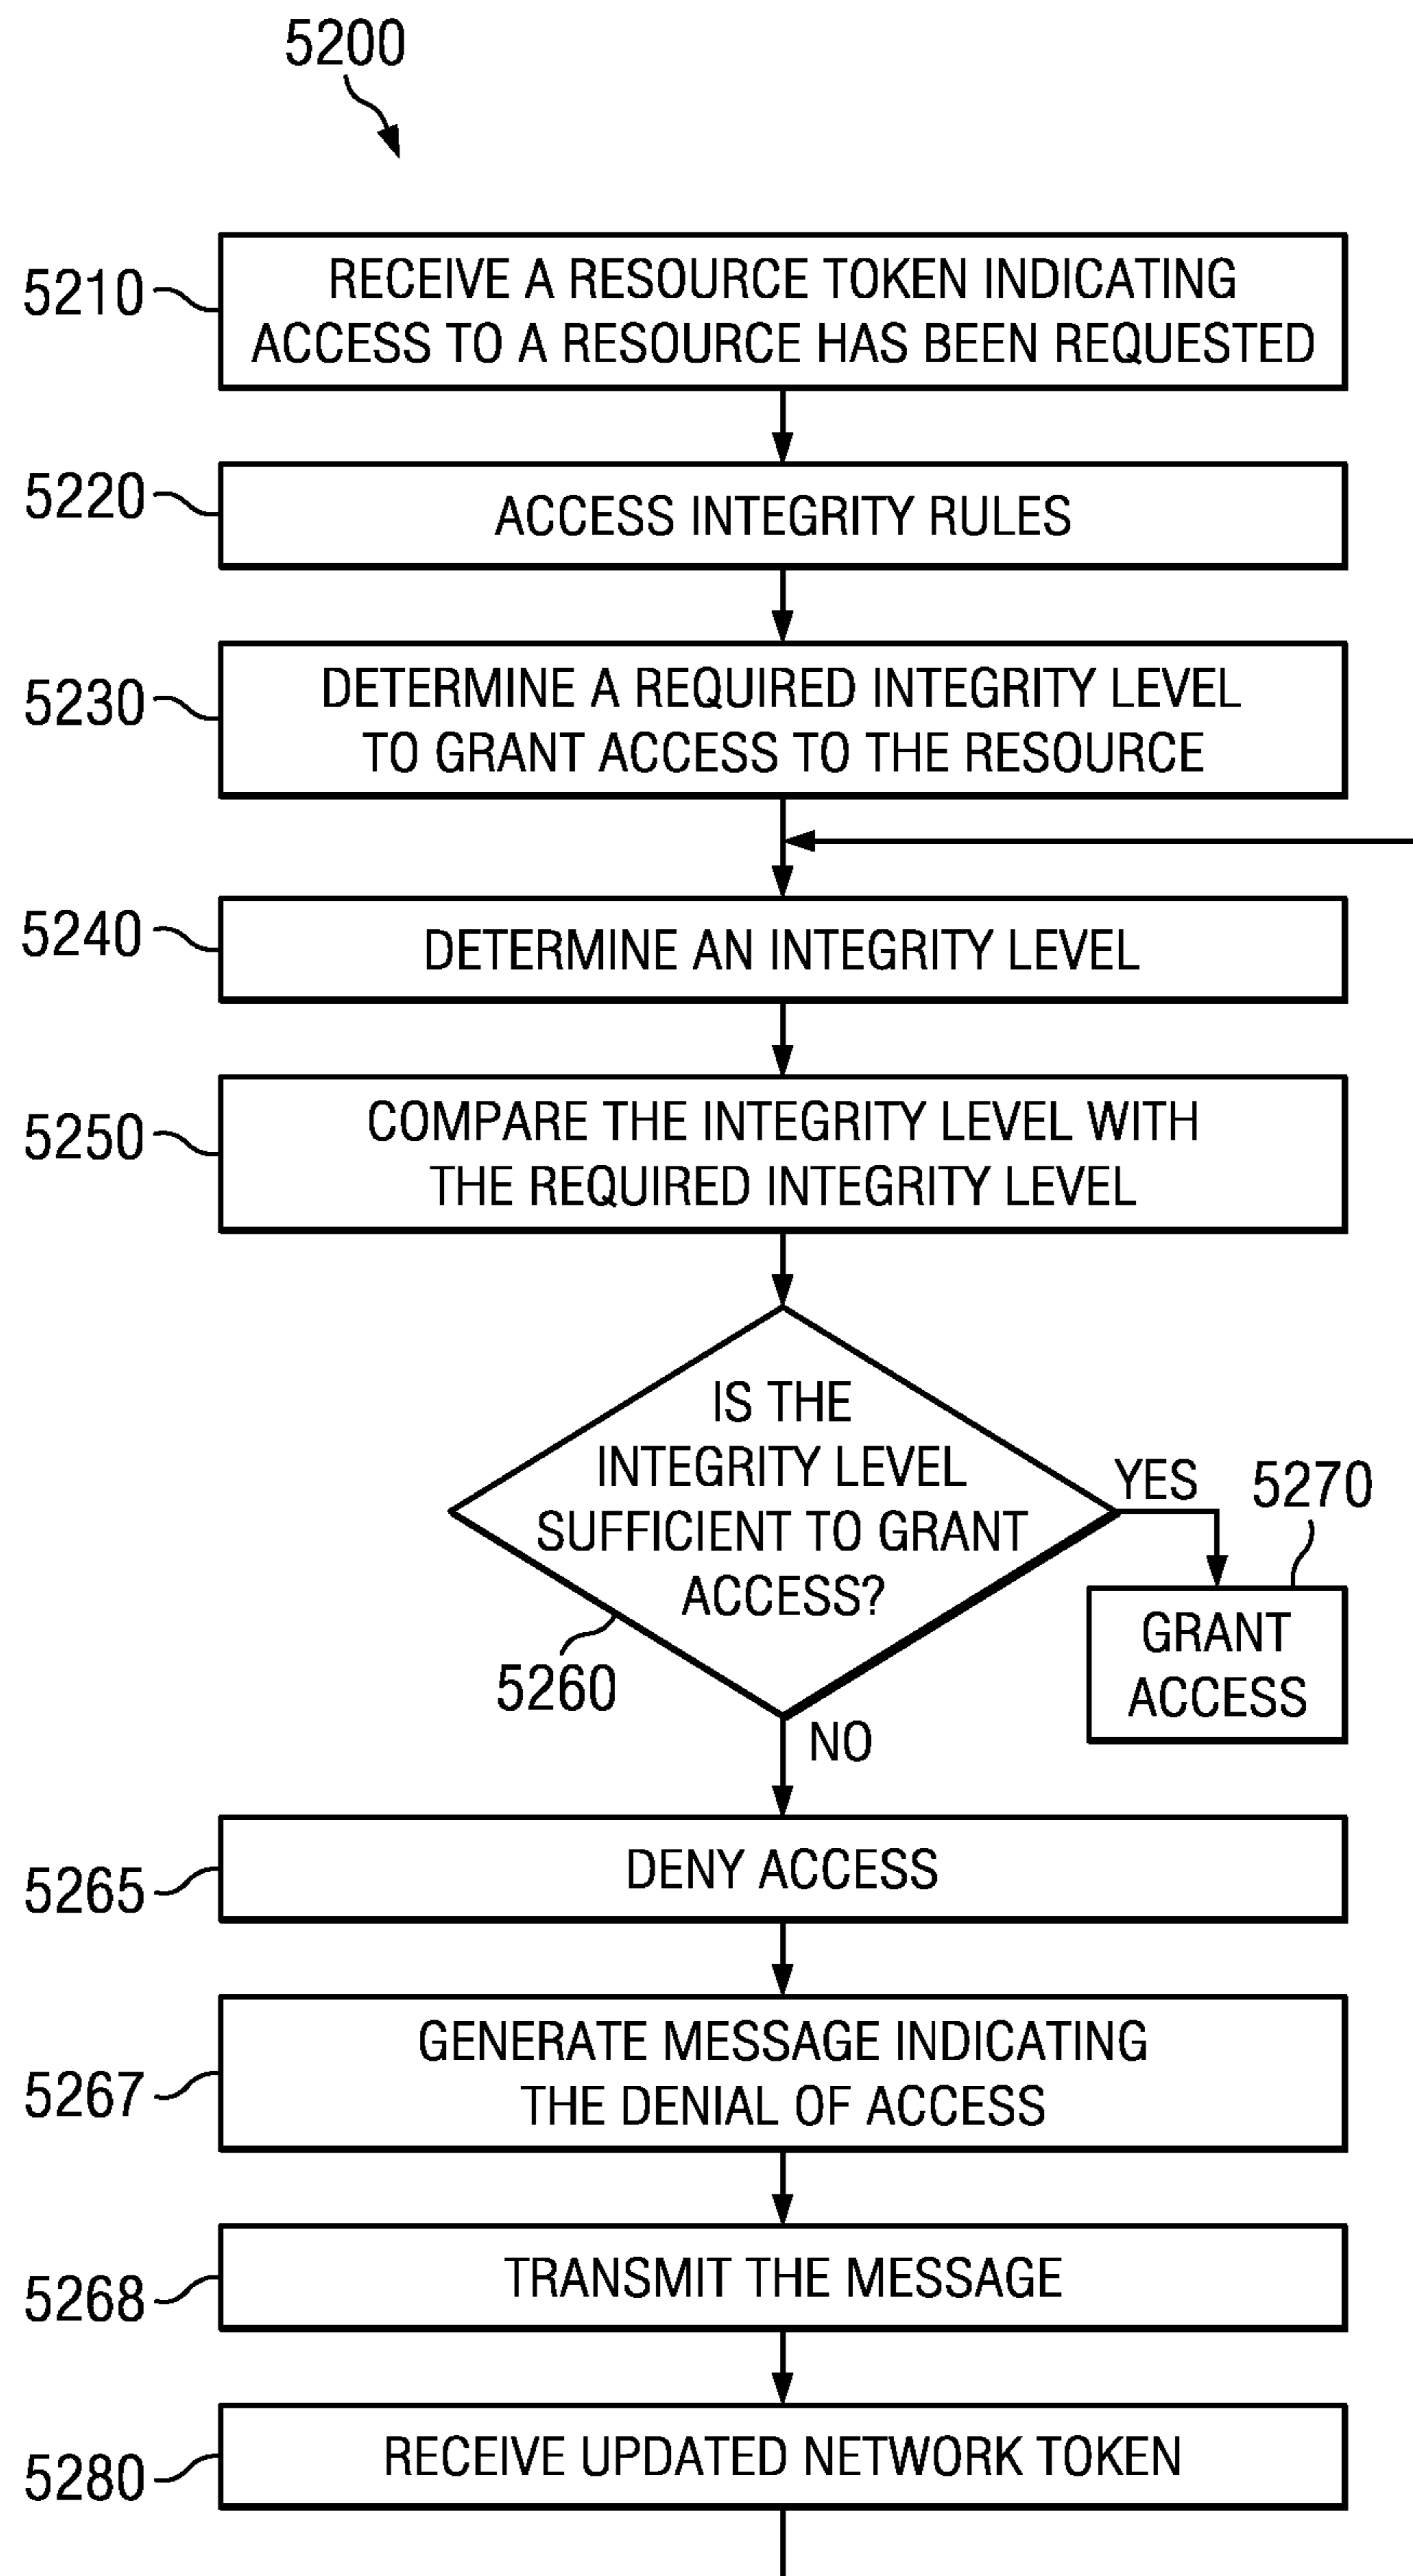 5200
5210
RECEIVE A RESOURCE TOKEN INDICATING
ACCESS TO A RESOURCE HAS BEEN REQUESTED
5220
ACCESS INTEGRITY RULES
5230
DETERMINE A REQUIRED INTEGRITY LEVEL
TO GRANT ACCESS TO THE RESOURCE
5240
DETERMINE AN INTEGRITY LEVEL
5250
COMPARE THE INTEGRITY LEVEL WITH
THE REQUIRED INTEGRITY LEVEL
IS THE
INTEGRITY LEVEL
SUFFICIENT TO GRANT
ACCESS?
5260
YES
5270
GRANT
ACCESS
NO
5265
DENY ACCESS
5267
GENERATE MESSAGE INDICATING
THE DENIAL OF ACCESS
5268
TRANSMIT THE MESSAGE
5280
RECEIVE UPDATED NETWORK TOKEN